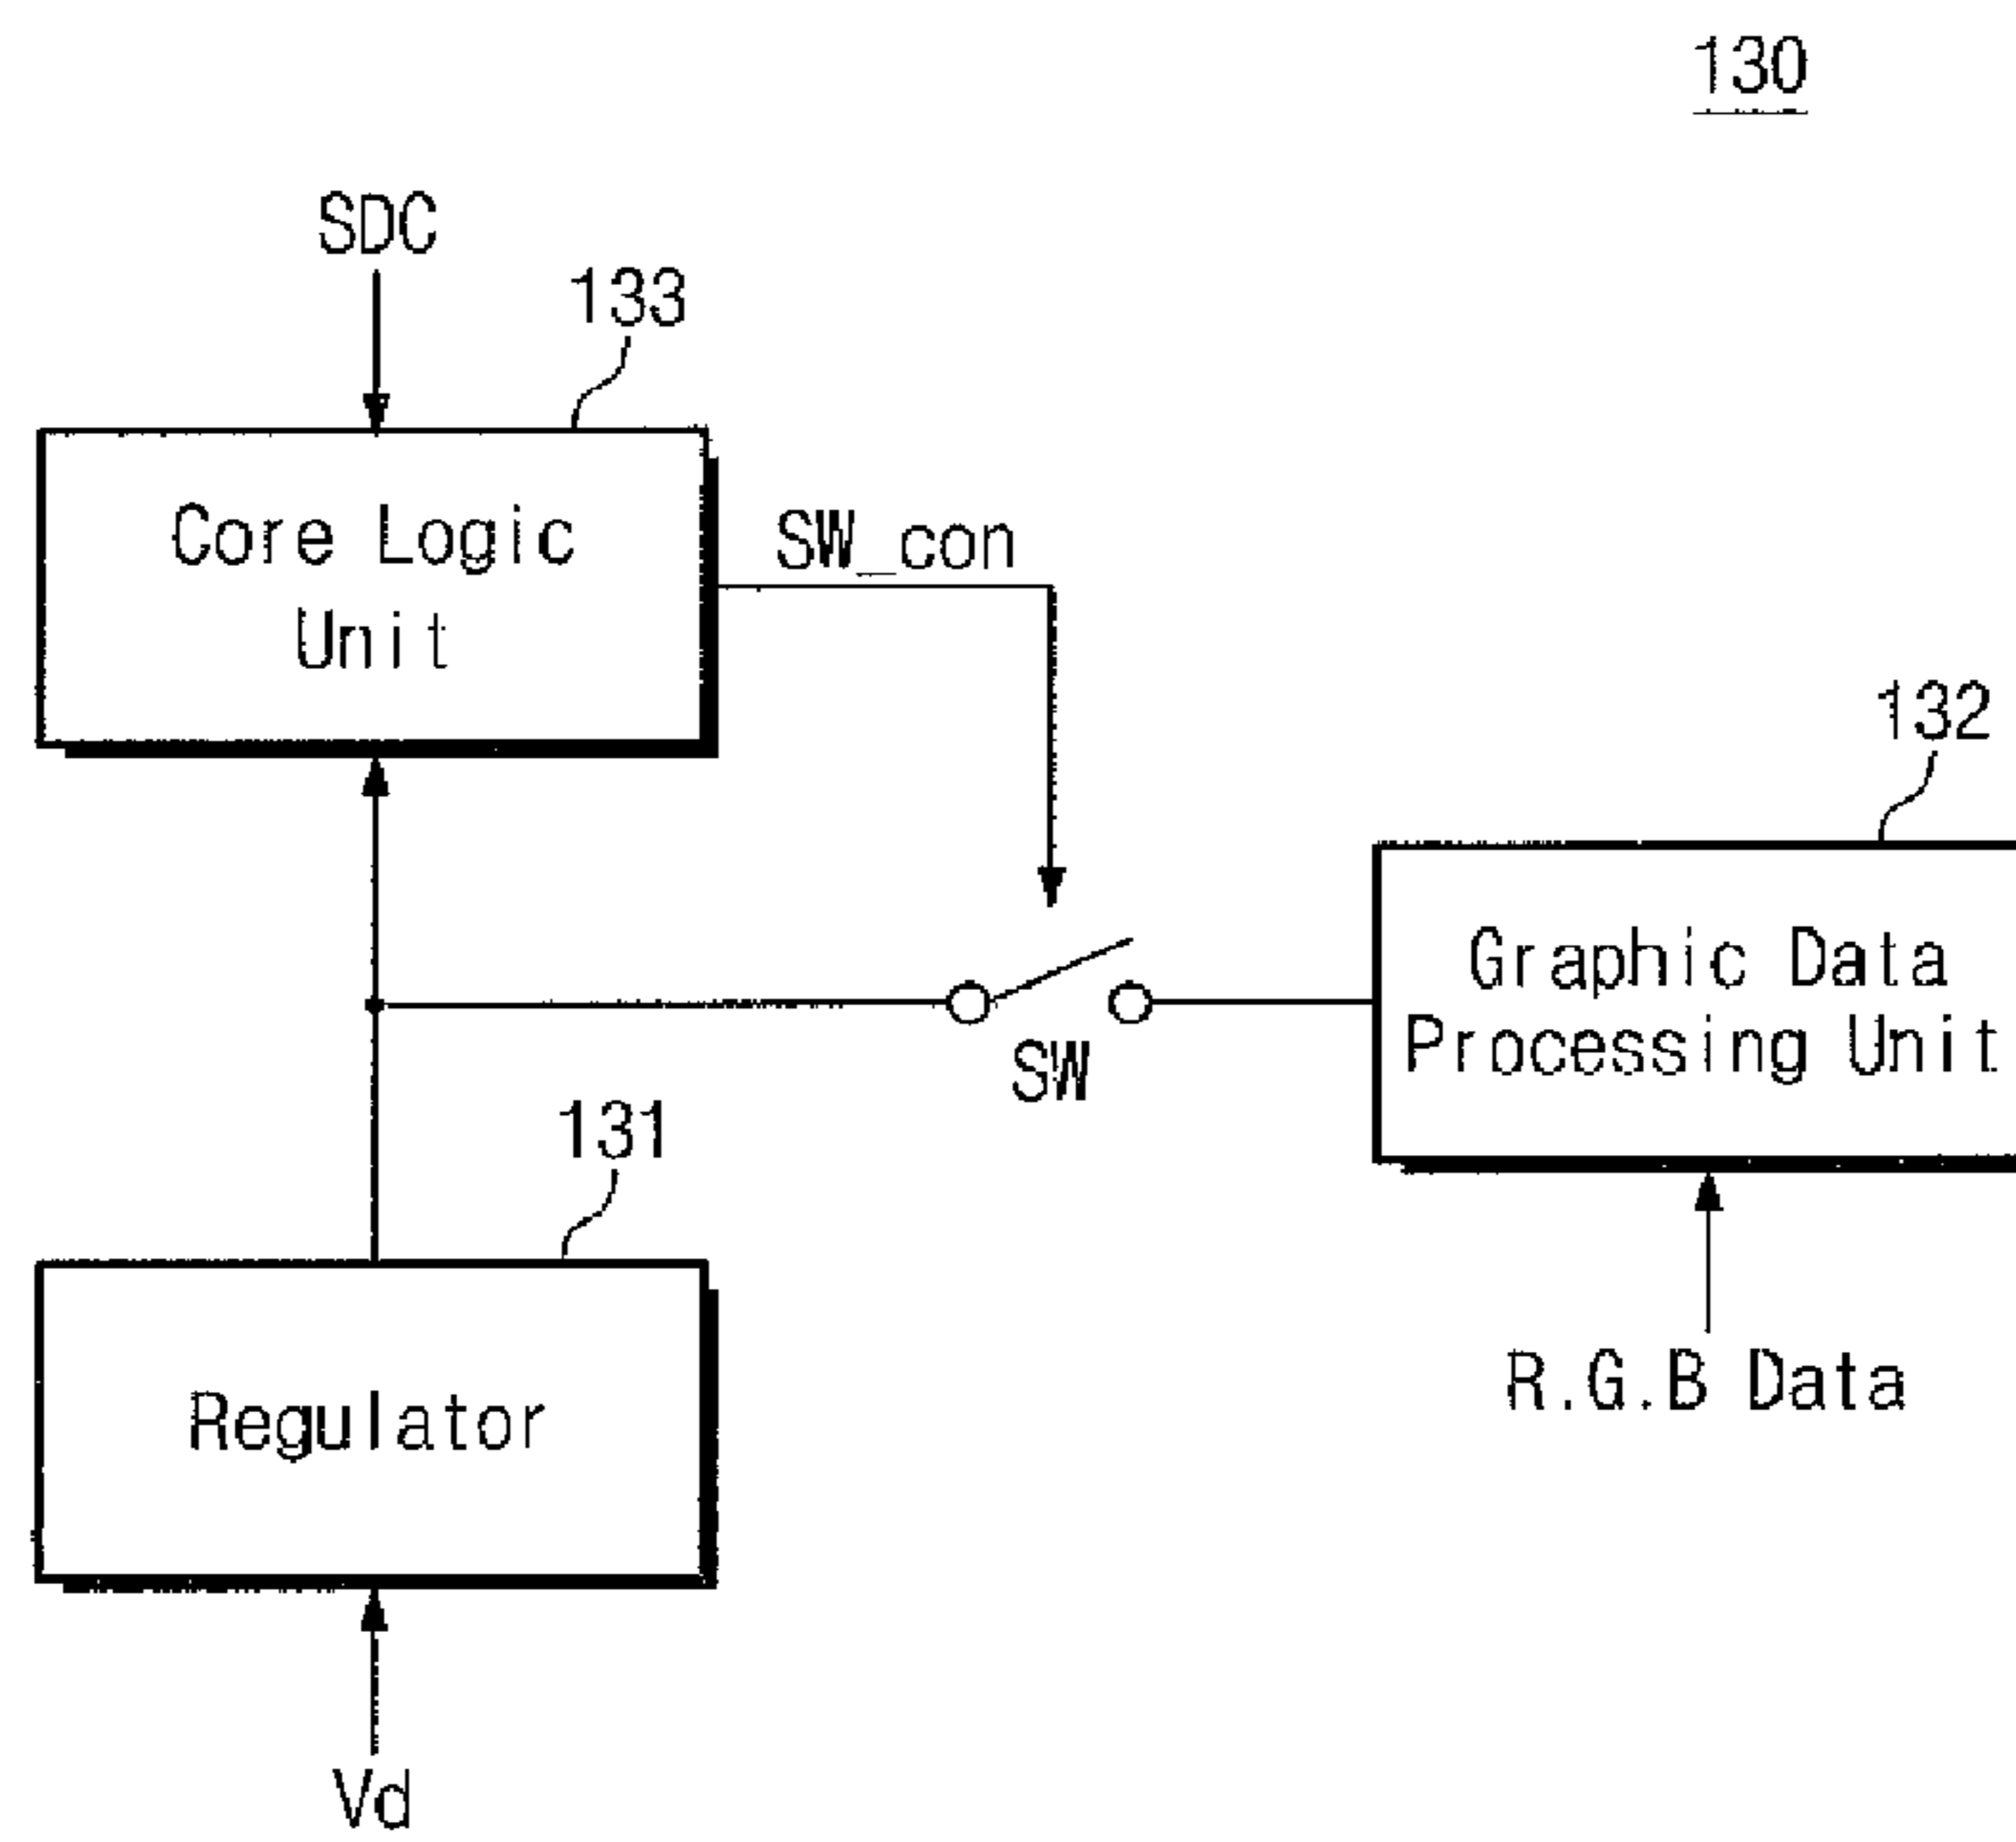 130
SDC
133
Core Logic
Unit
SW_con
132
Graphic Data
Processing Unit
SW
131
Regulator
R.G.B Data
Vd